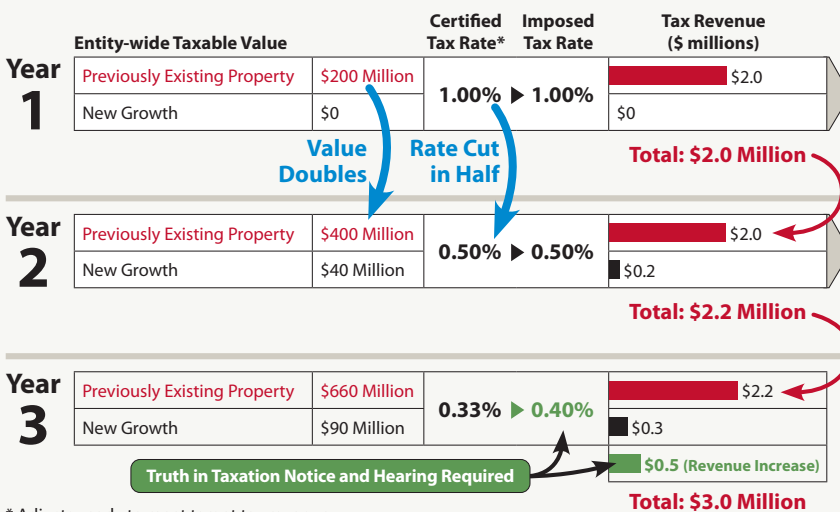 Certified Imposed Tax Revenue
Entity-wide Taxable Value Tax Rate* Tax Rate ($ millions)
Year
1
Previously Existing Property $200 Million $2.0
1.00% ▶ 1.00%
New Growth $0 $0
Value
Doubles
Rate Cut
in Half
Total: $2.0 Million
Year
2
Previously Existing Property $400 Million $2.0
0.50% ▶ 0.50%
New Growth $40 Million $0.2
Total: $2.2 Million
Year
3
Previously Existing Property $660 Million $2.2
0.33% ▶ 0.40%
New Growth $90 Million $0.3
Truth in Taxation Notice and Hearing Required
$0.5 (Revenue Increase)
Total: $3.0 Million